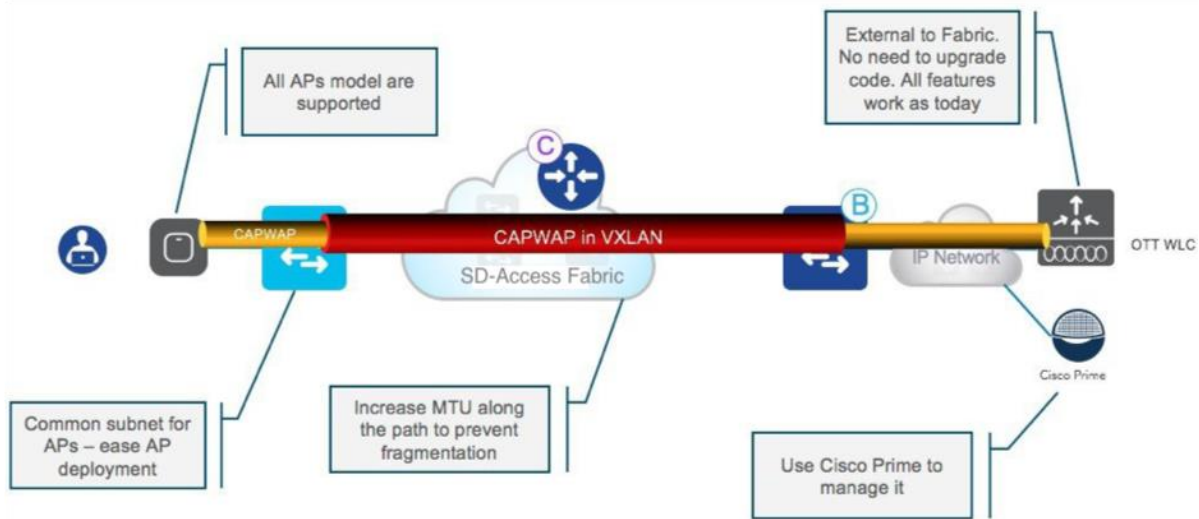 All APs model are
supported
External to Fabric.
No need to upgrade
code. All features
work as today
C
B
CAPWAP
CAPWAP in VXLAN
SD-Access Fabric
IP Network
OTT WLC
Cisco Prime
Common subnet for
APs – ease AP
deployment
Increase MTU along
the path to prevent
fragmentation
Use Cisco Prime to
manage it